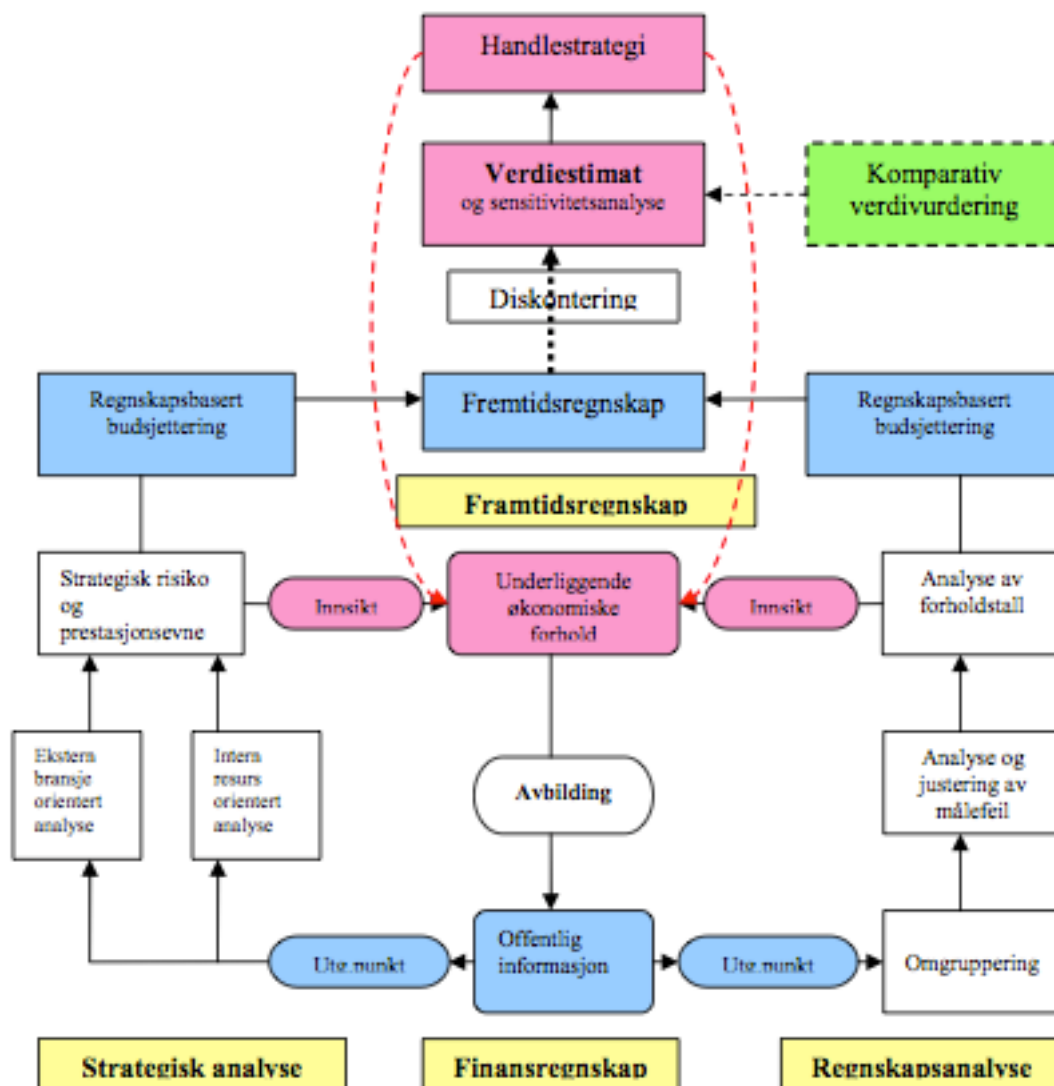 Handlestrategi
Verdiestimat
og sensitivitetsanalyse
Komparativ
verdivurdering
Diskontering
Regnskapsbasert
budsjettering
Fremtidsregnskap
Regnskapsbasert
budsjettering
Framtidsregnskap
Strategisk risiko
og
prestasjonsevne
Innsikt
Underliggende
økonomiske
forhold
Innsikt
Analyse av
forholdstall
Ekstern
bransje
orientert
analyse
Intern
resurs
orientert
analyse
Avbilding
Analyse og
justering av
målefeil
Utg.punkt
Offentlig
informasjon
Utg.punkt
Omgruppering
Strategisk analyse
Finansregnskap
Regnskapsanalyse